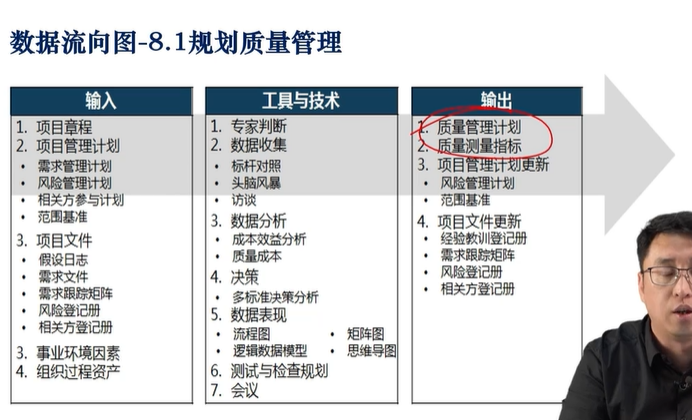 数据流向图-8.1规划质量管理
输入
1. 项目章程
2. 项目管理计划
• 需求管理计划
• 风险管理计划
• 相关方参与计划
• 范围基准
3. 项目文件
• 假设日志
• 需求文件
• 需求跟踪矩阵
• 风险登记册
• 相关方登记册
3. 事业环境因素
4. 组织过程资产
工具与技术
1. 专家判断
2. 数据收集
• 标杆对照
• 头脑风暴
• 访谈
3. 数据分析
• 成本效益分析
• 质量成本
4. 决策
• 多标准决策分析
5. 数据表现
• 流程图 • 矩阵图
• 逻辑数据模型 • 思维导图
6. 测试与检查规划
7. 会议
输出
1. 质量管理计划
2. 质量测量指标
3. 项目管理计划更新
• 风险管理计划
• 范围基准
4. 项目文件更新
• 经验教训登记册
• 需求跟踪矩阵
• 风险登记册
• 相关方登记册